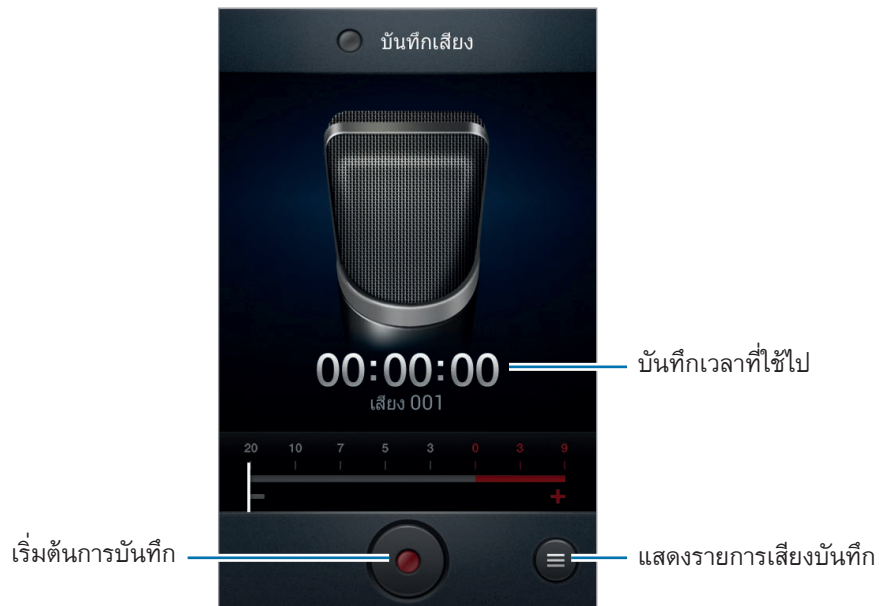 บันทึกเสียง
00:00:00
บันทึกเวลาที่ใช้ไป
เสียง 001
20 10 7 5 3 0 3 9
− +
เริ่มต้นการบันทึก
แสดงรายการเสียงบันทึก